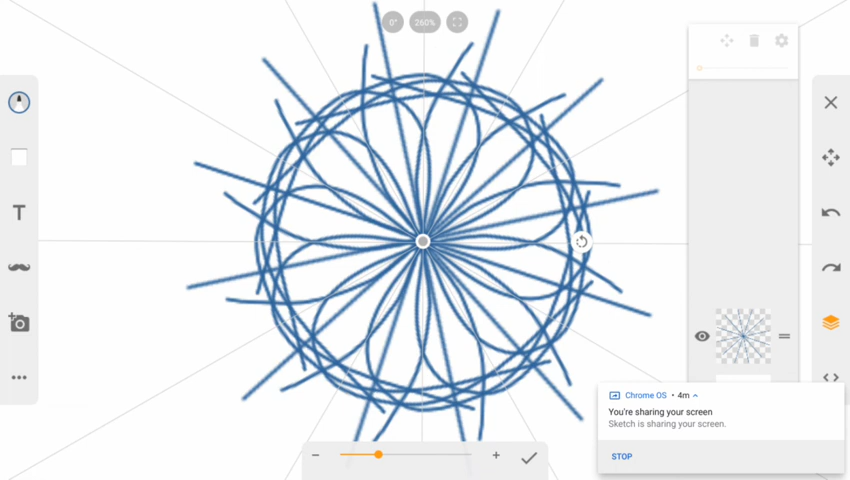 0° 260%
T
Chrome OS • 4m
You're sharing your screen
Sketch is sharing your screen.
STOP